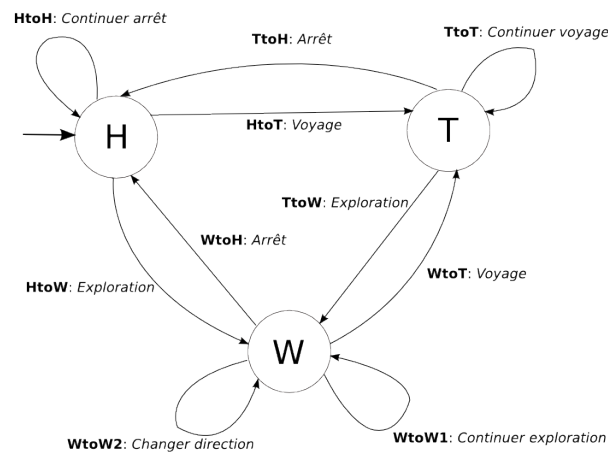 HtoH: Continuer arrêt
TtoH: Arrêt
TtoT: Continuer voyage
H
T
HtoT: Voyage
TtoW: Exploration
WtoH: Arrêt
WtoT: Voyage
HtoW: Exploration
W
WtoW2: Changer direction
WtoW1: Continuer exploration